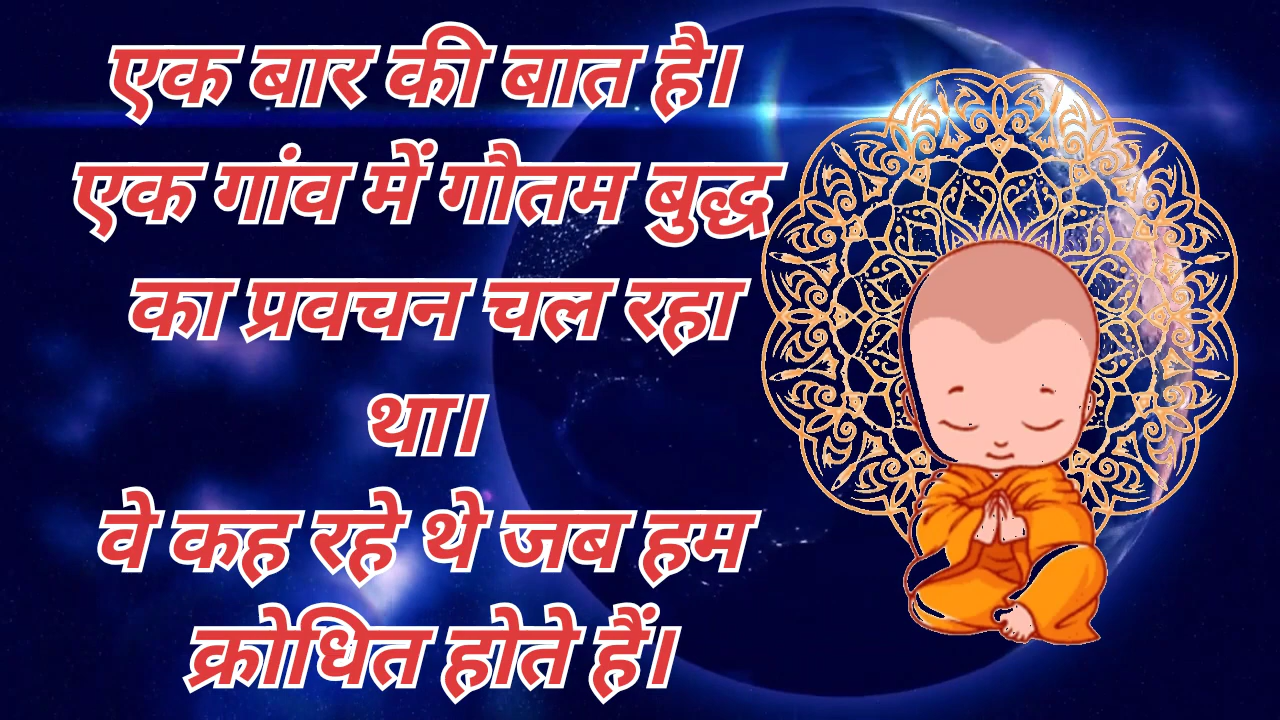 एक बार की बात है।
एक गांव में गौतम बुद्ध
का प्रवचन चल रहा
था।
वे कह रहे थे जब हम
क्रोधित होते हैं।